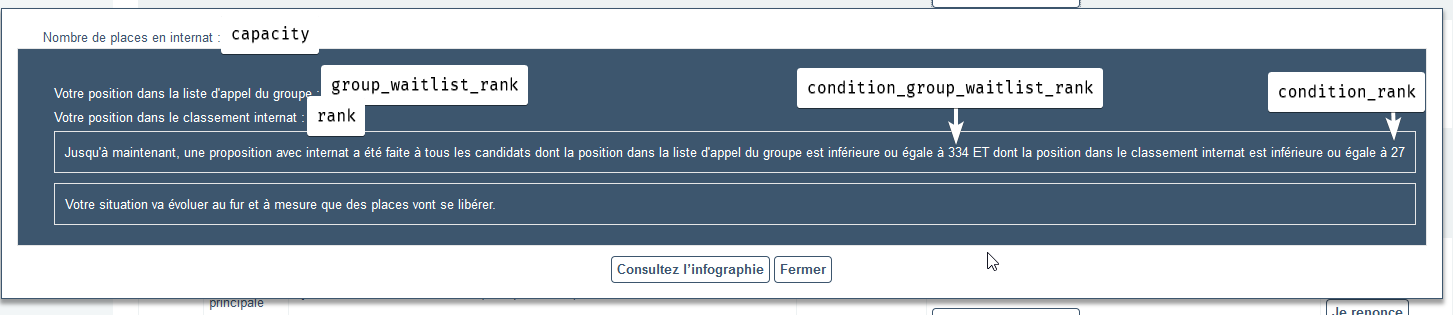 Nombre de places en internat : capacity
Votre position dans la liste d'appel du groupe : group_waitlist_rank
condition_group_waitlist_rank
condition_rank
Votre position dans le classement internat : rank
Jusqu'à maintenant, une proposition avec internat a été faite à tous les candidats dont la position dans la liste d'appel du groupe est inférieure ou égale à 334 ET dont la position dans le classement internat est inférieure ou égale à 27
Votre situation va évoluer au fur et à mesure que des places vont se libérer.
Consultez l'infographie Fermer
principale
Je renonce